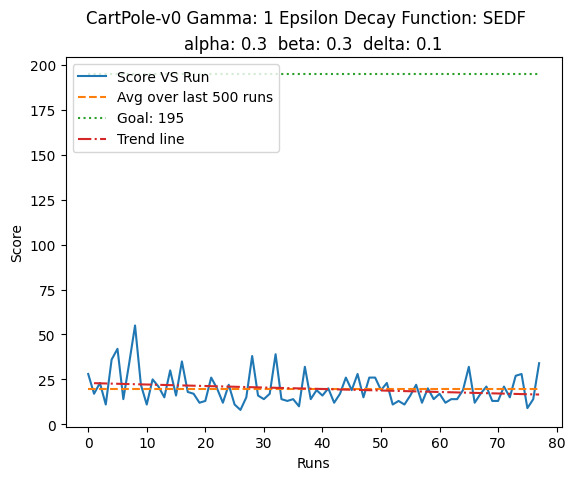 CartPole-v0 Gamma: 1 Epsilon Decay Function: SEDF
alpha: 0.3  beta: 0.3  delta: 0.1
Score VS Run
Avg over last 500 runs
Goal: 195
Trend line
200
175
150
125
100
75
50
25
0
Score
0 10 20 30 40 50 60 70 80
Runs